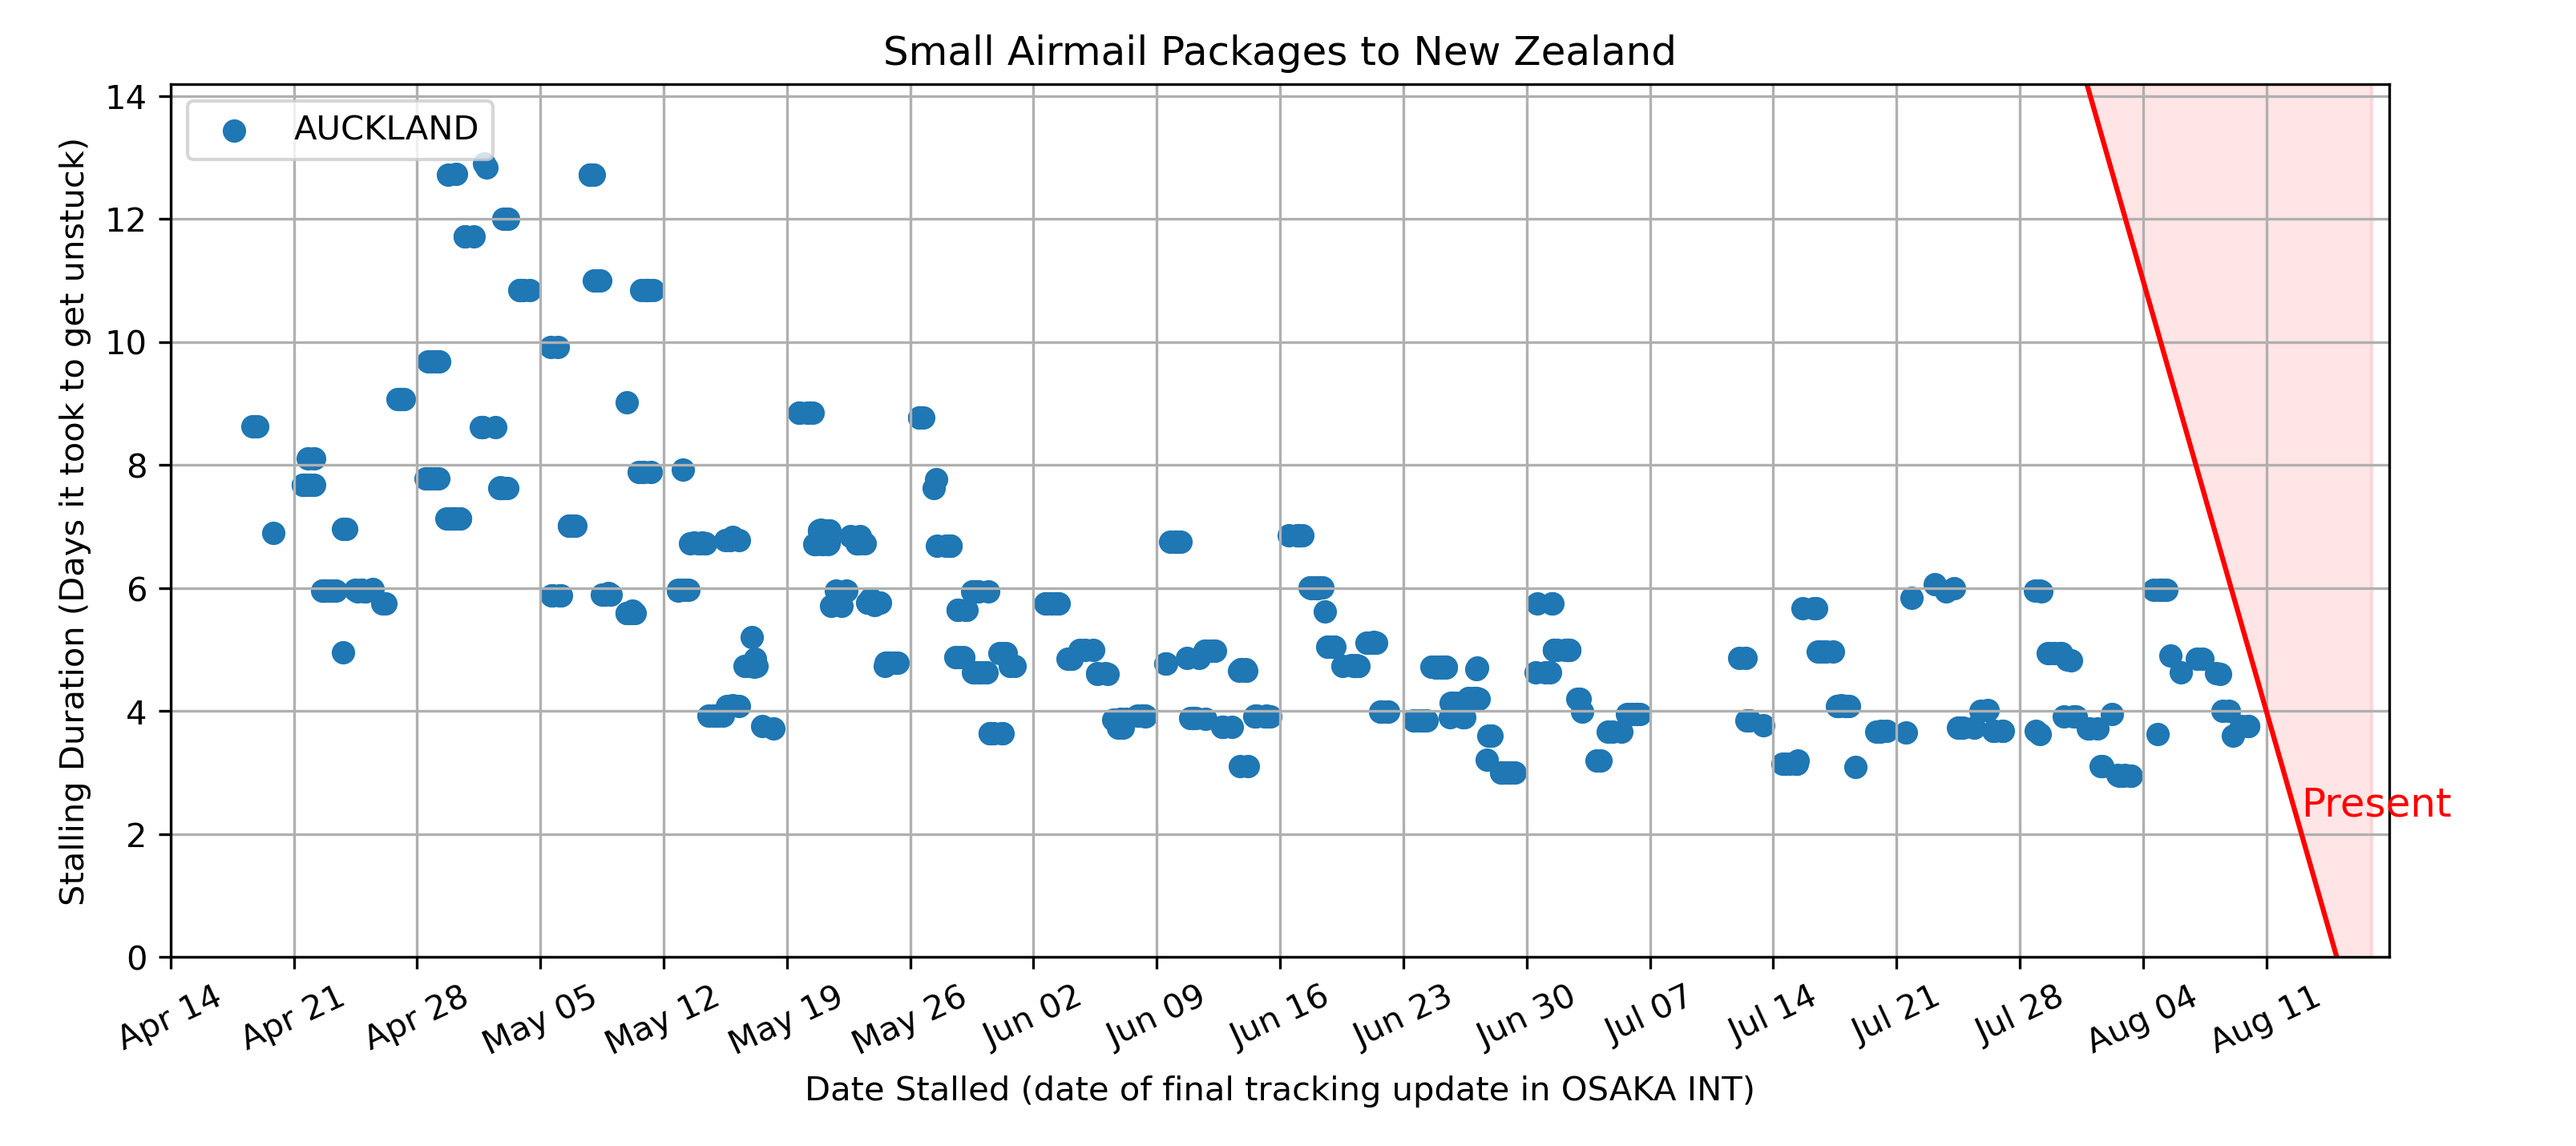 Small Airmail Packages to New Zealand
AUCKLAND
14
12
10
8
6
4
2
0
Stalling Duration (Days it took to get unstuck)
Present
Apr 14
Apr 21
Apr 28
May 05
May 12
May 19
May 26
Jun 02
Jun 09
Jun 16
Jun 23
Jun 30
Jul 07
Jul 14
Jul 21
Jul 28
Aug 04
Aug 11
Date Stalled (date of final tracking update in OSAKA INT)